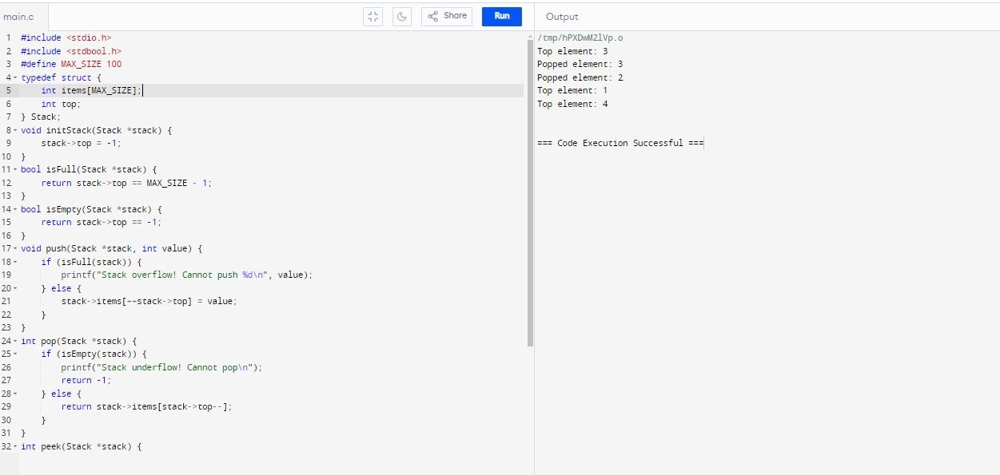 main.c
Share
Run
Output
1 #include <stdio.h>
2 #include <stdbool.h>
3 #define MAX_SIZE 100
4 typedef struct {
5 int items[MAX_SIZE];
6 int top;
7 } Stack;
8 void initStack(Stack *stack) {
9 stack->top = -1;
10 }
11 bool isFull(Stack *stack) {
12 return stack->top == MAX_SIZE - 1;
13 }
14 bool isEmpty(Stack *stack) {
15 return stack->top == -1;
16 }
17 void push(Stack *stack, int value) {
18 if (isFull(stack)) {
19 printf("Stack overflow! Cannot push %d\n", value);
20 } else {
21 stack->items[++stack->top] = value;
22 }
23 }
24 int pop(Stack *stack) {
25 if (isEmpty(stack)) {
26 printf("Stack underflow! Cannot pop\n");
27 return -1;
28 } else {
29 return stack->items[stack->top--];
30 }
31 }
32 int peek(Stack *stack) {
/tmp/hPXDwM2lVp.o
Top element: 3
Popped element: 3
Popped element: 2
Top element: 1
Top element: 4
=== Code Execution Successful ===